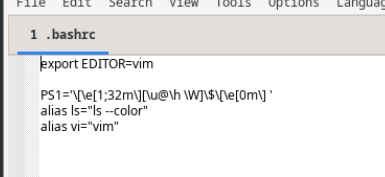 File Edit Search View Tools Options Languag
1 .bashrc
export EDITOR=vim

PS1='\[\e[1;32m\][\u@\h \W]\$\[\e[0m\] '
alias ls="ls --color"
alias vi="vim"